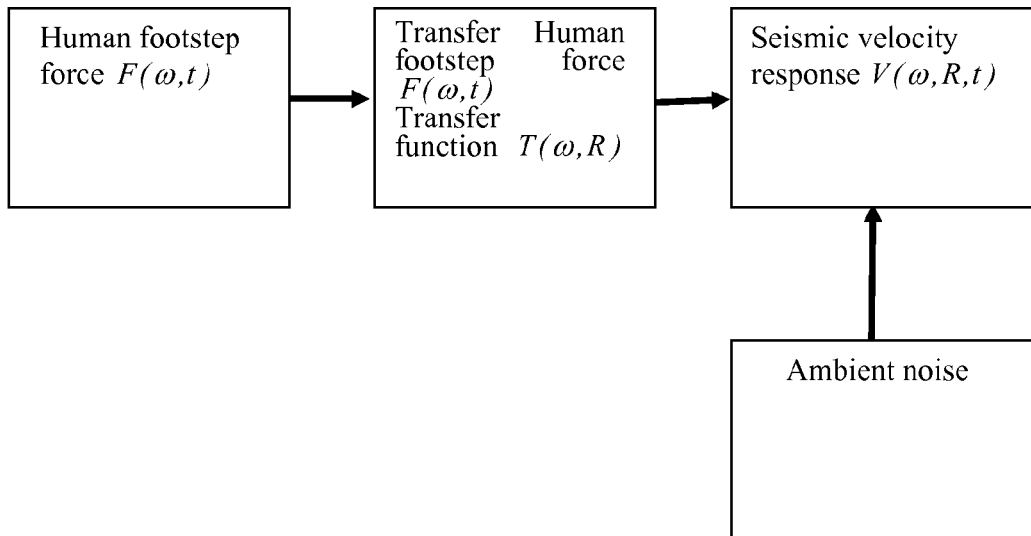 Human footstep
force F(ω,t)
Transfer Human
footstep force
F(ω,t)
Transfer
function T(ω,R)
Seismic velocity
response V(ω,R,t)
Ambient noise